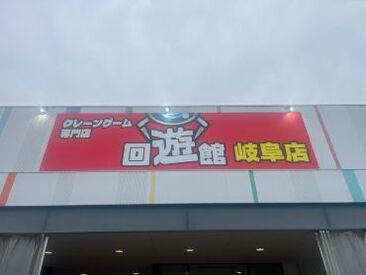 クレーンゲーム
専門店
回遊館 岐阜店